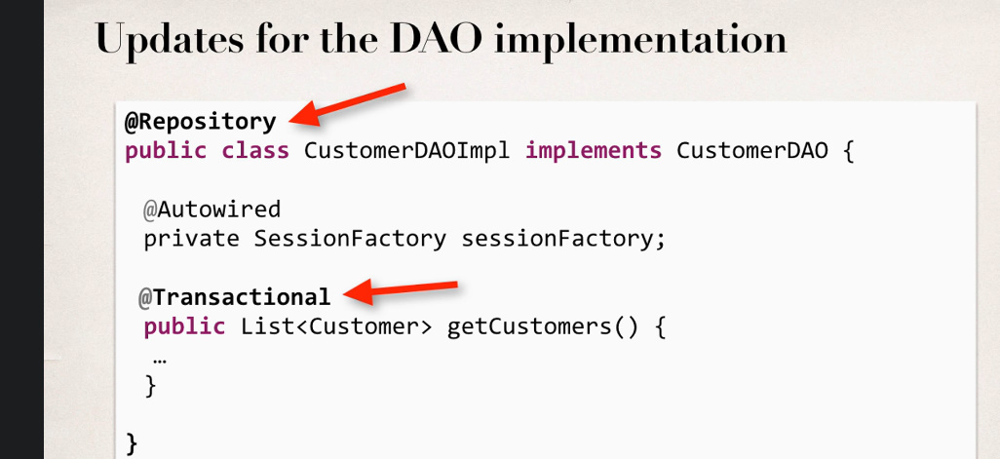 Updates for the DAO implementation
@Repository
public class CustomerDAOImpl implements CustomerDAO {
@Autowired
private SessionFactory sessionFactory;
@Transactional
public List<Customer> getCustomers() {
…
}
}